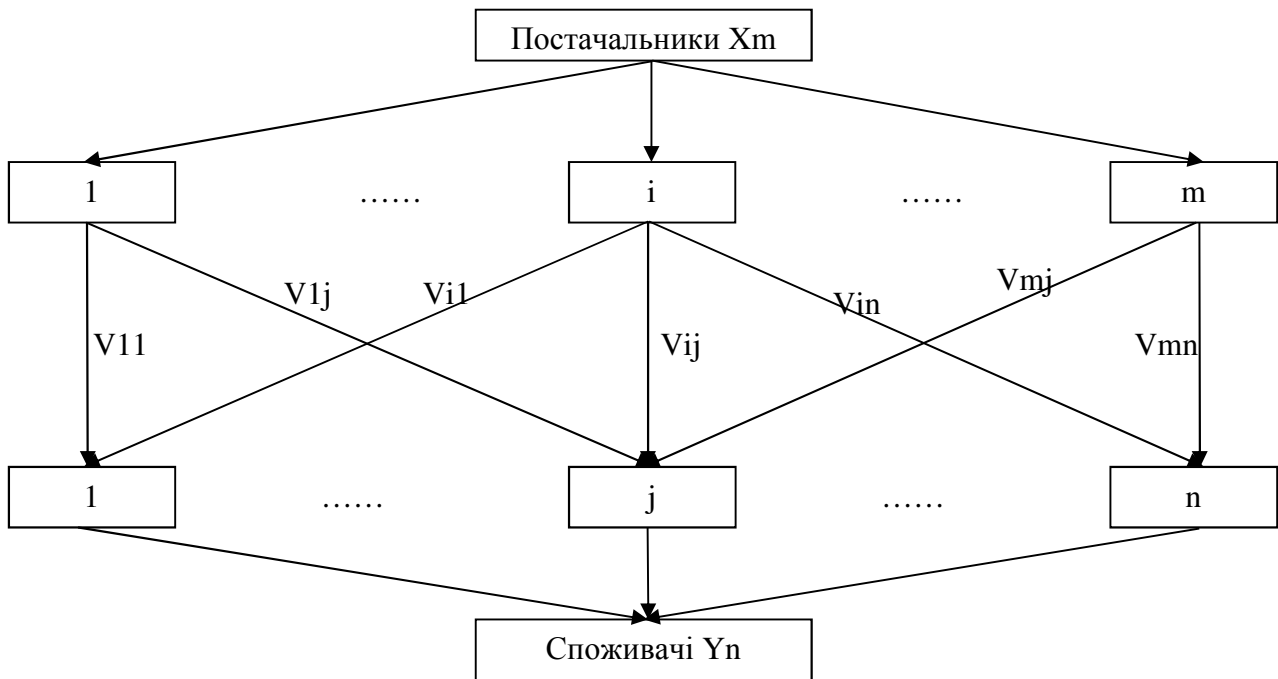 Постачальники Xm
1 …… i …… m
V1j Vi1 Vin Vmj
V11 Vij Vmn
1 …… j …… n
Споживачі Yn